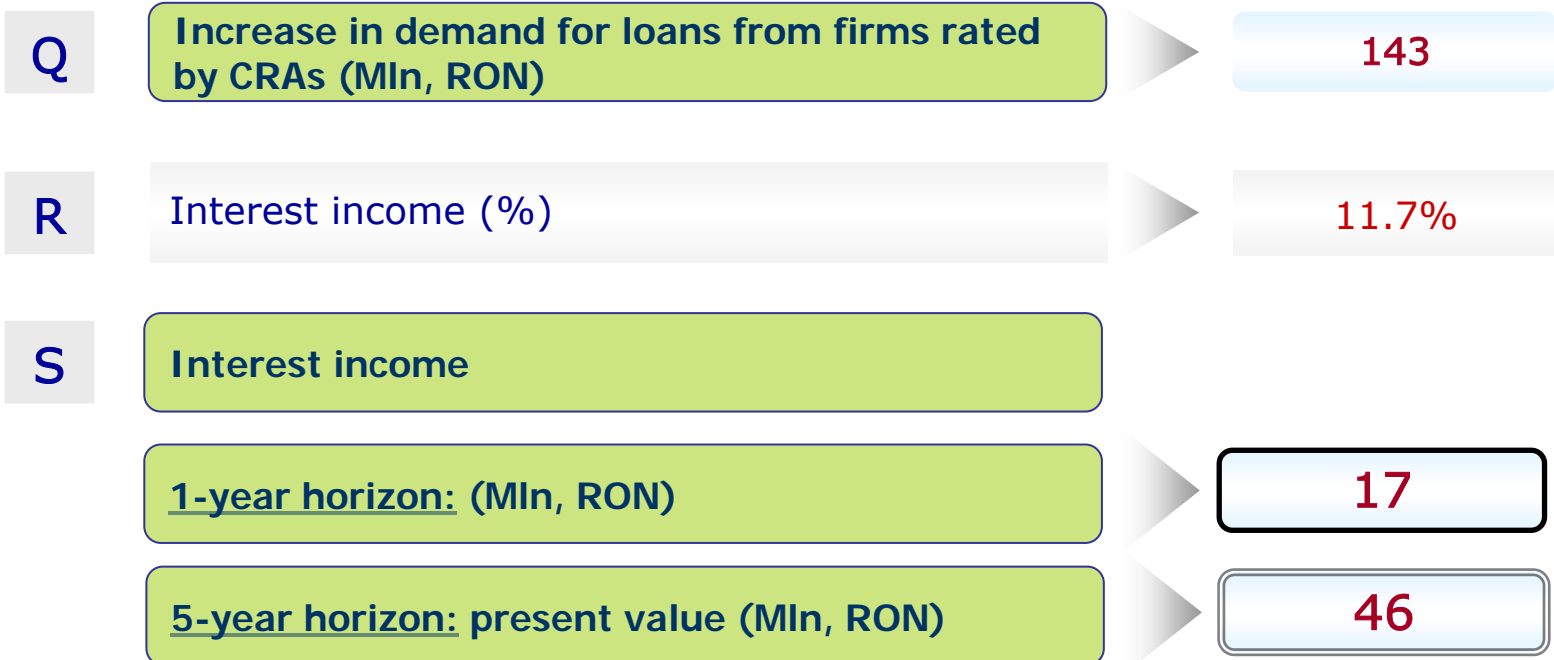 Q
Increase in demand for loans from firms rated
by CRAs (Mln, RON)
143
R
Interest income (%)
11.7%
S
Interest income
1-year horizon: (Mln, RON)
17
5-year horizon: present value (Mln, RON)
46